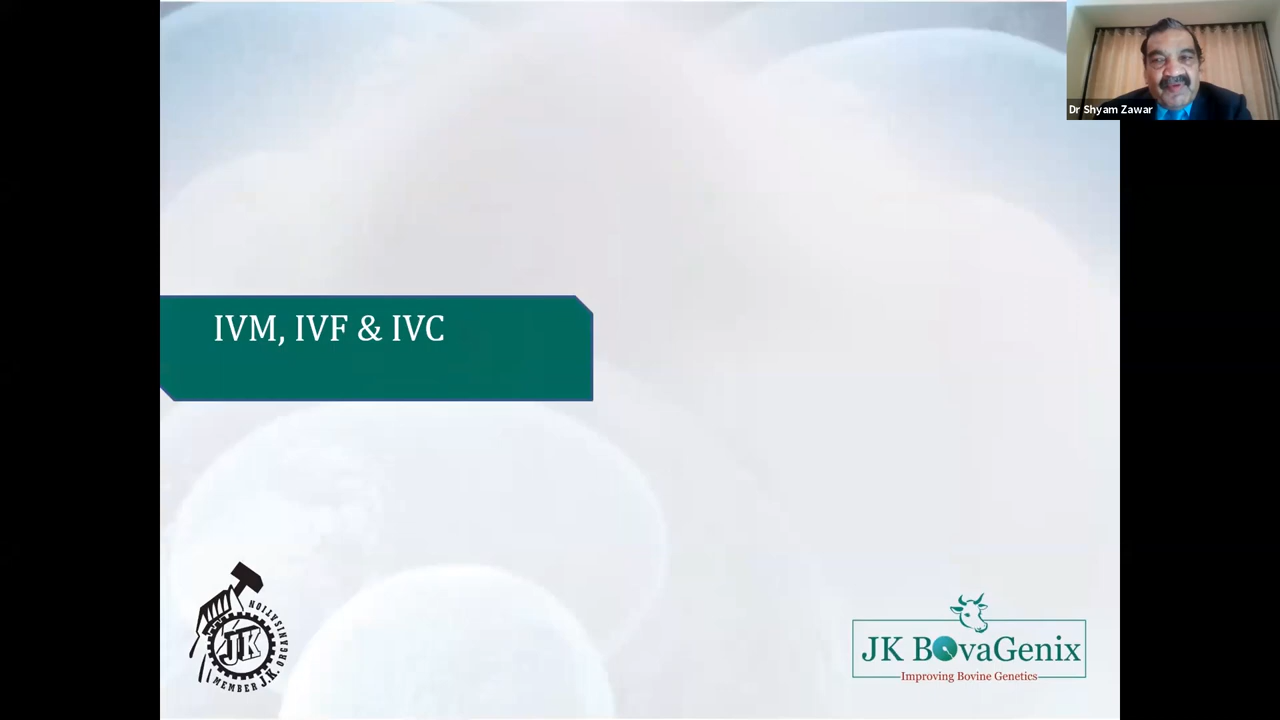 Dr Shyam Zawar
IVM, IVF & IVC
JK
MEMBER J.K. ORGANISATION
JK BovaGenix
Improving Bovine Genetics